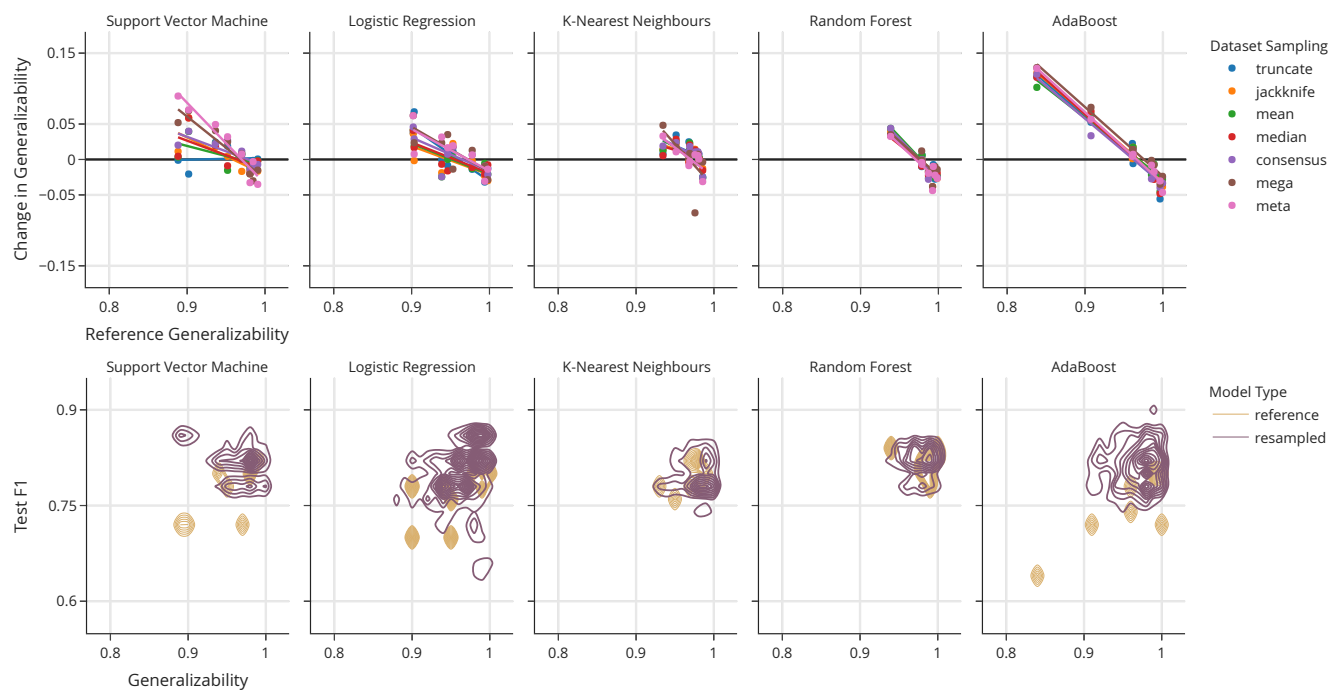 Support Vector Machine
Logistic Regression
K-Nearest Neighbours
Random Forest
AdaBoost
Change in Generalizability
0.15
0.05
0
−0.05
−0.15
0.8 0.9 1
0.8 0.9 1
0.8 0.9 1
0.8 0.9 1
0.8 0.9 1
Reference Generalizability
Dataset Sampling
truncate
jackknife
mean
median
consensus
mega
meta
Support Vector Machine
Logistic Regression
K-Nearest Neighbours
Random Forest
AdaBoost
Test F1
0.9
0.75
0.6
0.8 0.9 1
0.8 0.9 1
0.8 0.9 1
0.8 0.9 1
0.8 0.9 1
Generalizability
Model Type
reference
resampled